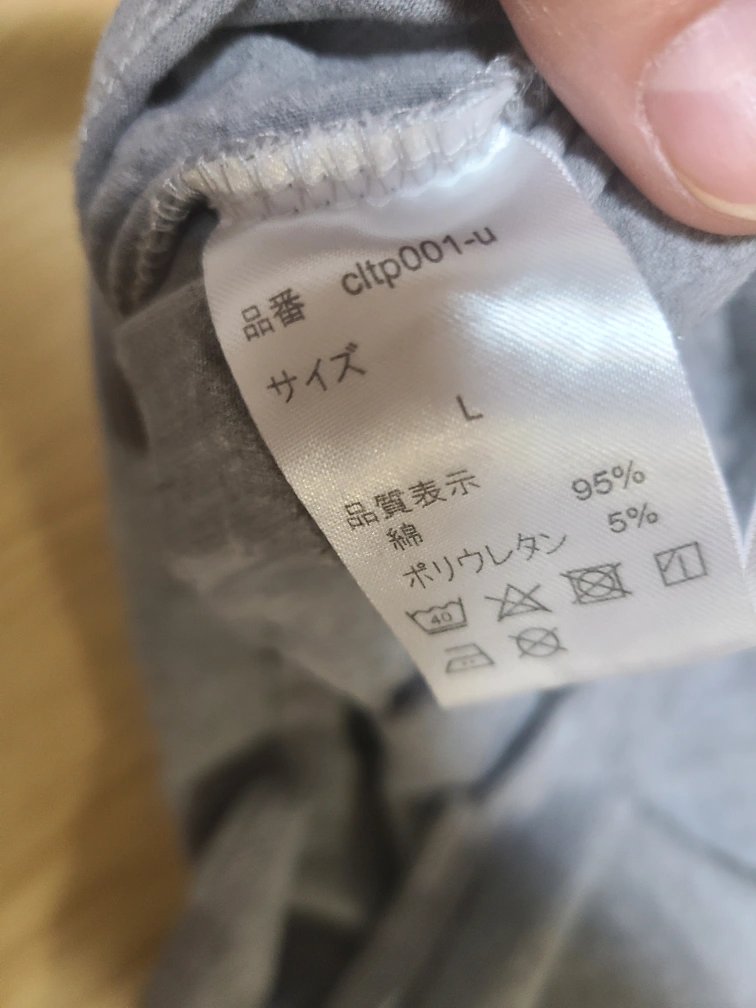 品番 cltp001-u
サイズ
L
品質表示
綿 95%
ポリウレタン 5%
40